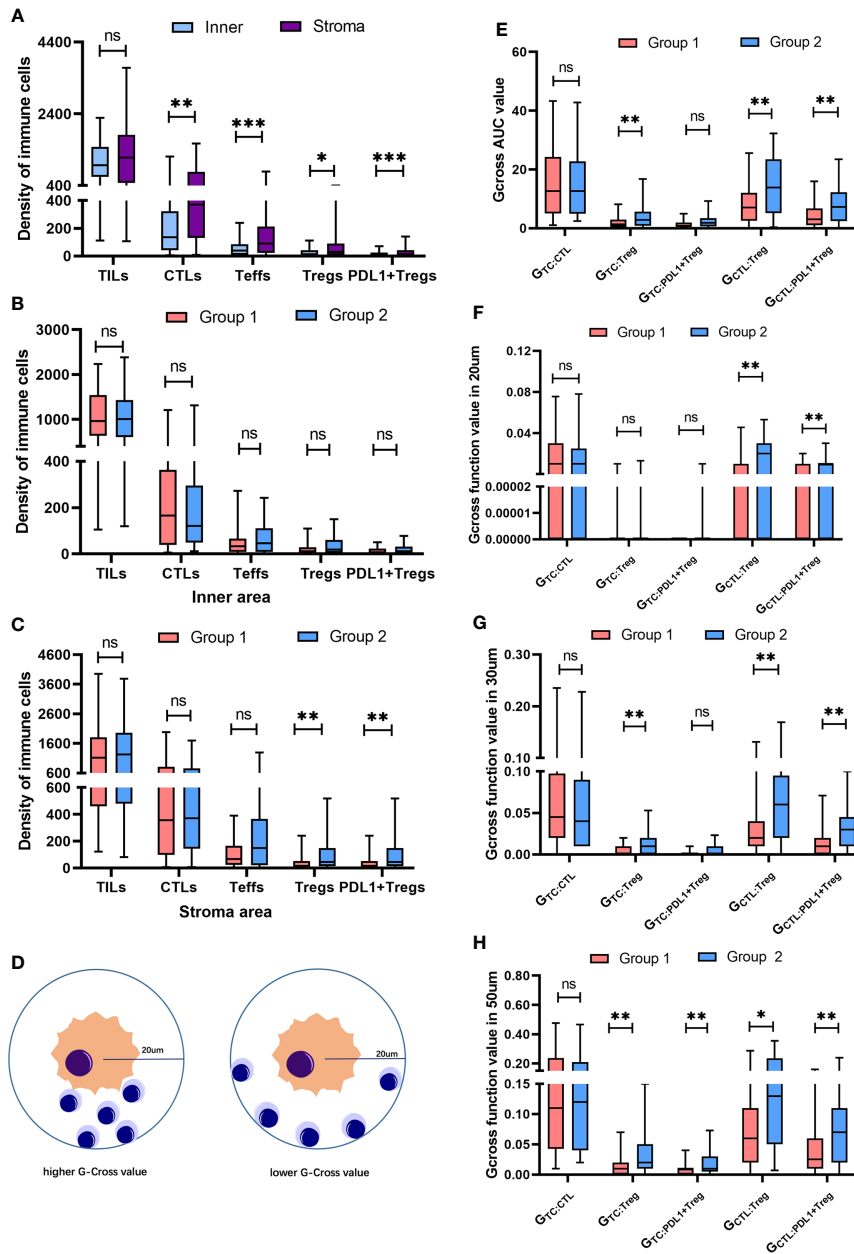 A
Inner
Stroma
Density of immune cells
4400
2400
400
400
200
0
ns
**
***
*
***
TILs
CTLs
Teffs
Tregs
PDL1+Tregs
B
Group 1
Group 2
Density of immune cells
3000
2000
1000
400
200
0
ns
ns
ns
ns
ns
TILs
CTLs
Teffs
Tregs
PDL1+Tregs
Inner area
C
Group 1
Group 2
Density of immune cells
4600
3600
2600
1600
600
600
400
200
0
ns
ns
ns
**
**
TILs
CTLs
Teffs
Tregs
PDL1+Tregs
Stroma area
D
20um
20um
higher G-Cross value
lower G-Cross value
E
Group 1
Group 2
Gcross AUC value
60
40
20
0
ns
**
ns
**
**
GTC:CTL
GTC:Treg
GTC:PDL1+Treg
GCTL:Treg
GCTL:PDL1+Treg
F
Group 1
Group 2
Gcross function value in 20um
0.12
0.08
0.04
0.00002
0.00001
0.00000
ns
ns
ns
**
**
GTC:CTL
GTC:Treg
GTC:PDL1+Treg
GCTL:Treg
GCTL:PDL1+Treg
G
Group 1
Group 2
Gcross function value in 30um
0.30
0.20
0.10
0.10
0.05
0.00
ns
**
ns
**
**
GTC:CTL
GTC:Treg
GTC:PDL1+Treg
GCTL:Treg
GCTL:PDL1+Treg
H
Group 1
Group 2
Gcross function value in 50um
0.80
0.60
0.40
0.20
0.15
0.10
0.05
0.00
ns
**
**
*
**
GTC:CTL
GTC:Treg
GTC:PDL1+Treg
GCTL:Treg
GCTL:PDL1+Treg